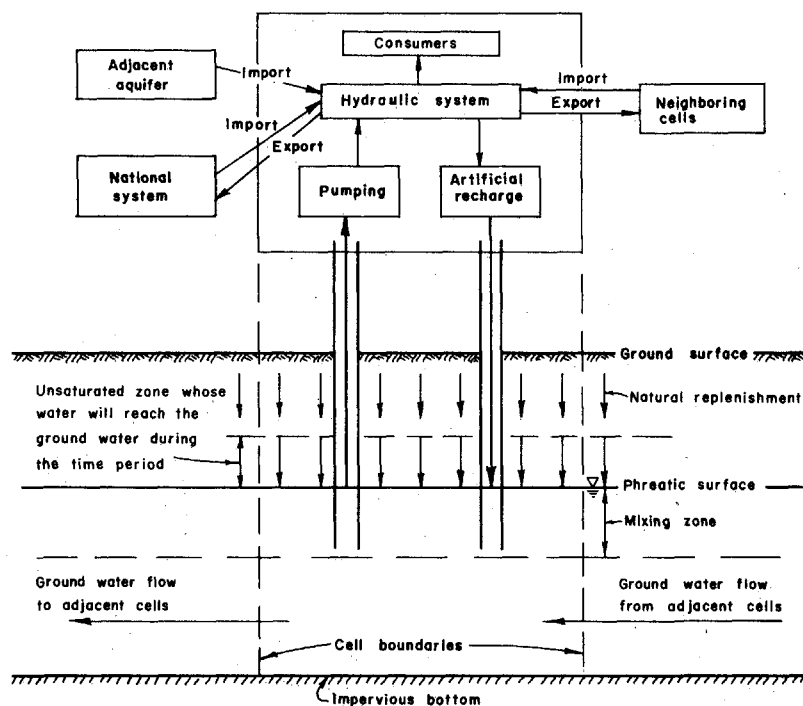 Consumers
Adjacent
aquifer
Import
Import
Hydraulic system
Export
Neighboring
cells
Import
Export
National
system
Pumping
Artificial
recharge
Ground surface
Unsaturated zone whose
water will reach the
ground water during
the time period
Natural replenishment
Phreatic surface
Mixing zone
Ground water flow
to adjacent cells
Ground water flow
from adjacent cells
Cell boundaries
Impervious bottom